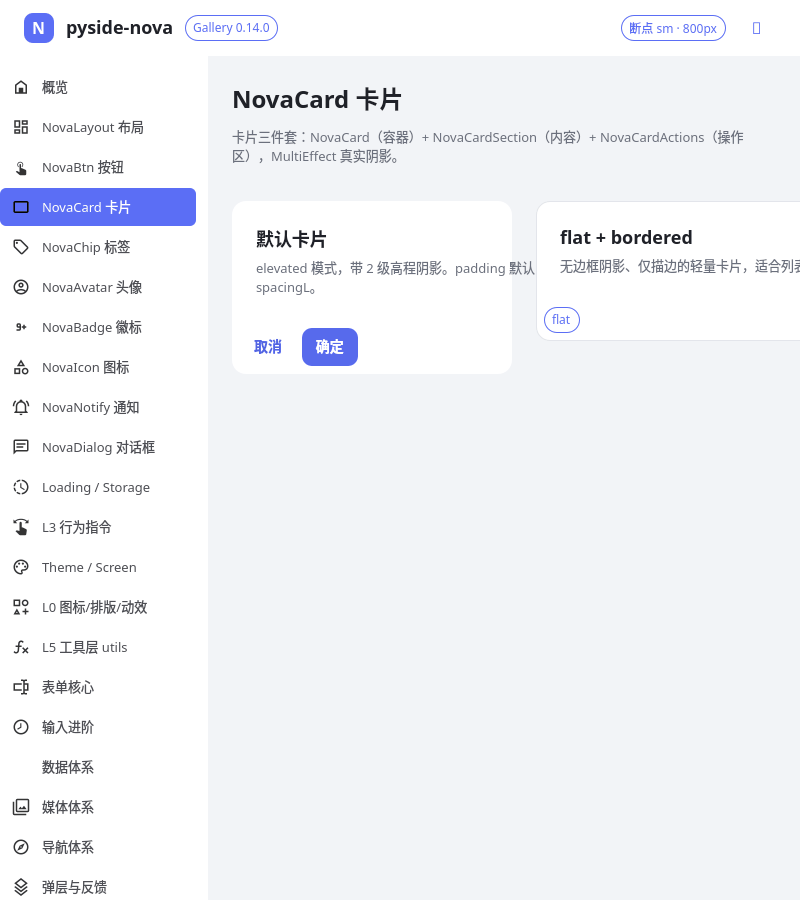 N pyside-nova Gallery 0.14.0 断点 sm · 800px
概览
NovaLayout 布局
NovaBtn 按钮
NovaCard 卡片
NovaChip 标签
NovaAvatar 头像
9+ NovaBadge 徽标
NovaIcon 图标
NovaNotify 通知
NovaDialog 对话框
Loading / Storage
L3 行为指令
Theme / Screen
L0 图标/排版/动效
L5 工具层 utils
表单核心
输入进阶
数据体系
媒体体系
导航体系
弹层与反馈
NovaCard 卡片
卡片三件套：NovaCard（容器）+ NovaCardSection（内容）+ NovaCardActions（操作
区），MultiEffect 真实阴影。
默认卡片
elevated 模式，带 2 级高程阴影。padding 默认
spacingL。
取消 确定
flat + bordered
无边框阴影、仅描边的轻量卡片，适合列表
flat